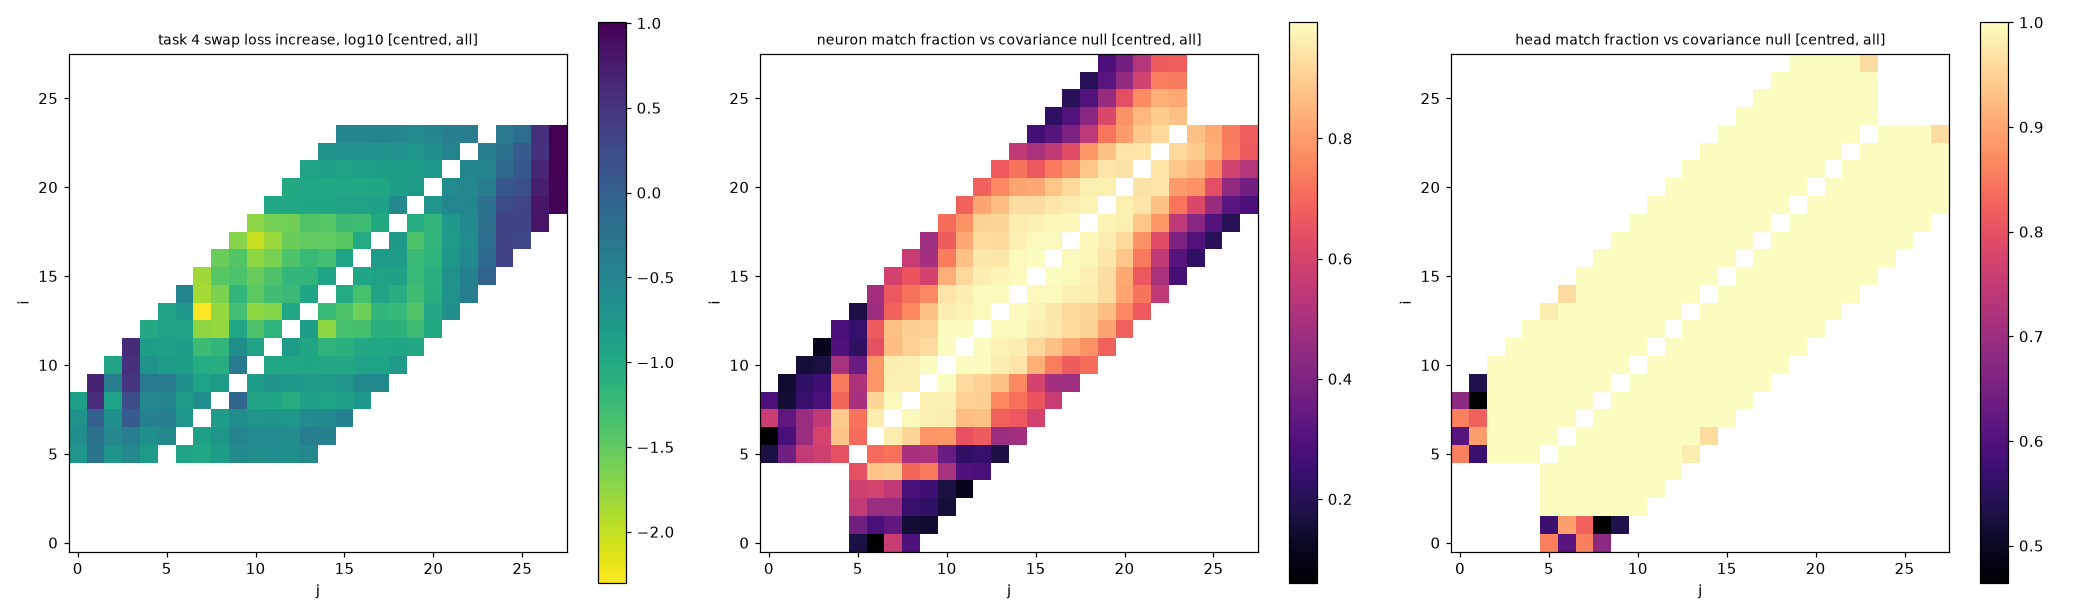 task 4 swap loss increase, log10 [centred, all]
25
20
15
10
5
0
i
0 5 10 15 20 25
j
1.0
0.5
0.0
−0.5
−1.0
−1.5
−2.0
neuron match fraction vs covariance null [centred, all]
25
20
15
10
5
0
i
0 5 10 15 20 25
j
0.8
0.6
0.4
0.2
head match fraction vs covariance null [centred, all]
25
20
15
10
5
0
i
0 5 10 15 20 25
j
1.0
0.9
0.8
0.7
0.6
0.5